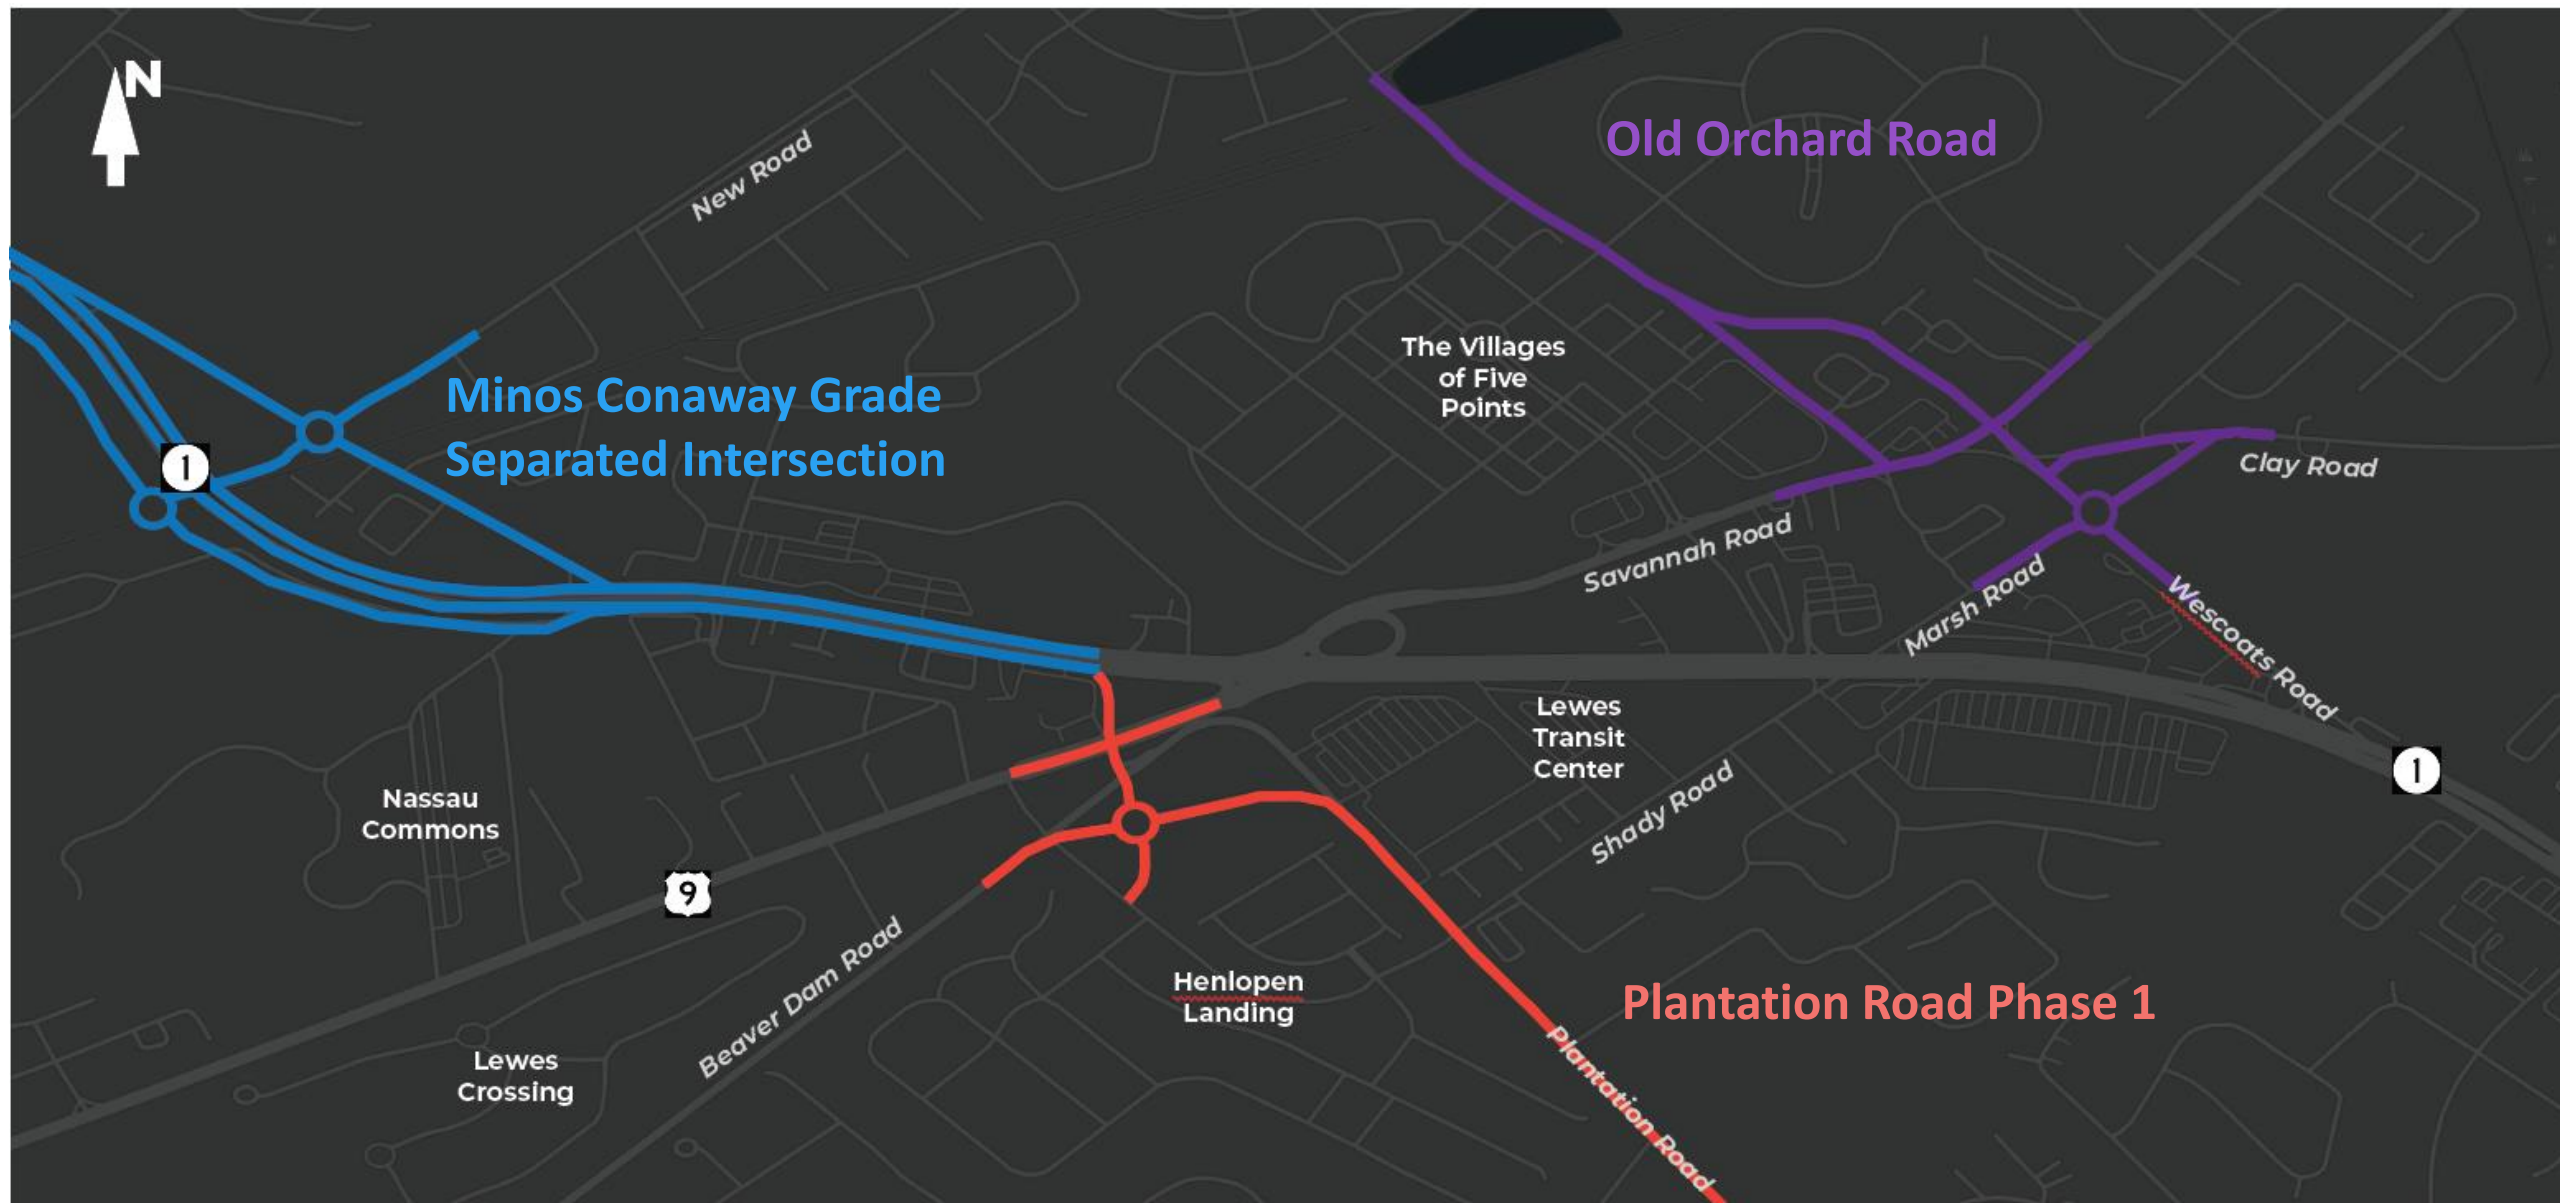 N
Old Orchard Road
New Road
The Villages
of Five
Points
Minos Conaway Grade
Separated Intersection
1
Clay Road
Savannah Road
Marsh Road
Wescoats Road
Lewes
Transit
Center
1
Shady Road
Nassau
Commons
9
Beaver Dam Road
Henlopen
Landing
Plantation Road Phase 1
Lewes
Crossing
Plantation Road